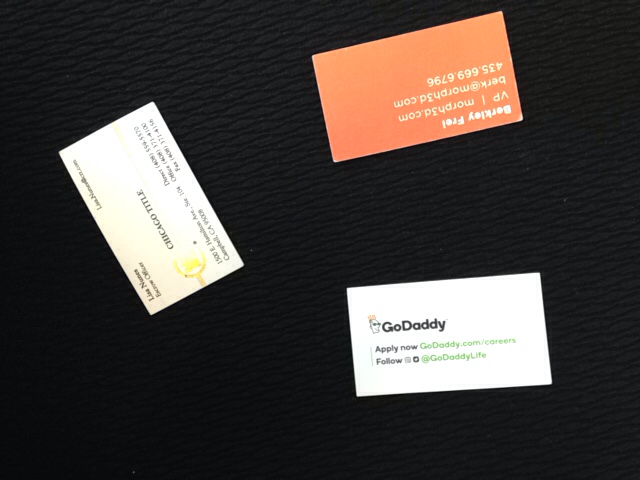 Lisa Nunes
Escrow Officer
Lisa.Nunes@ctt.com
CHICAGO TITLE
1500 E. Hamilton Ave., Ste. 104
Campbell, CA 95008
Direct (408) 559-5570
Office (408) 371-4100
Fax (408) 371-4156
GoDaddy
Apply now GoDaddy.com/careers
Follow @GoDaddyLife
Berkley Frei
VP | morph3d.com
berk@morph3d.com
435.669.6796